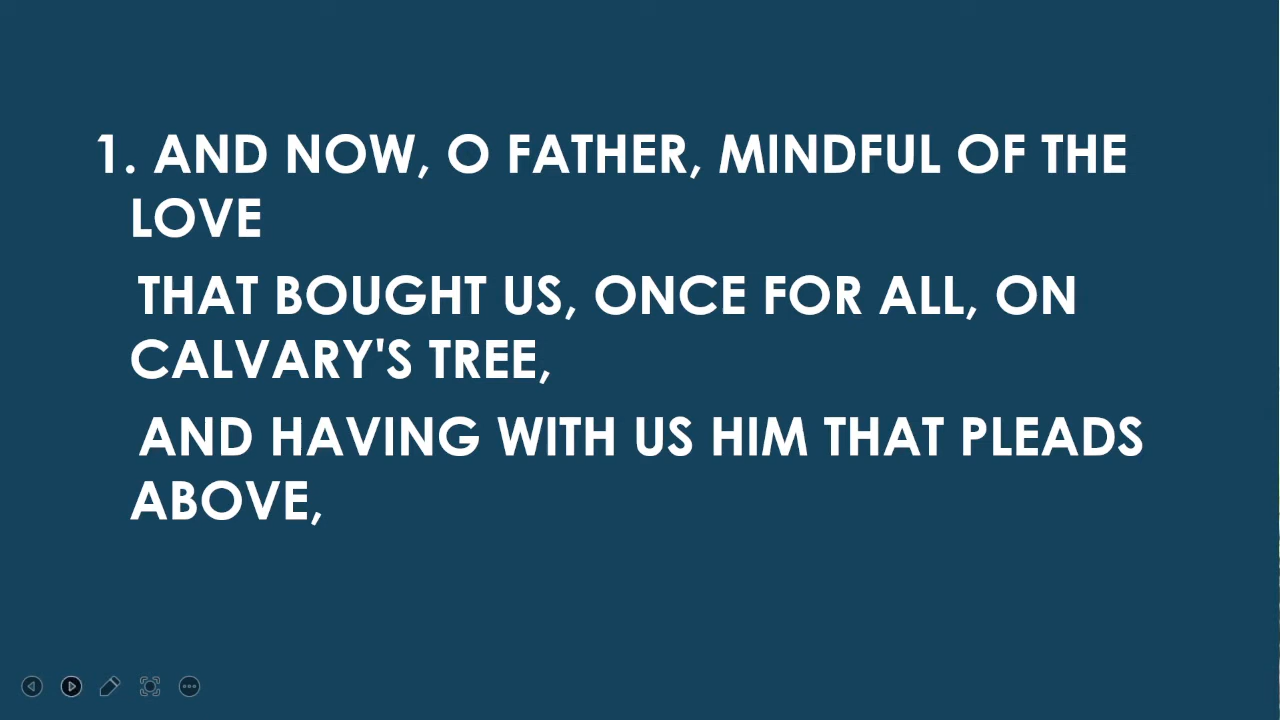 1. AND NOW, O FATHER, MINDFUL OF THE
LOVE
THAT BOUGHT US, ONCE FOR ALL, ON
CALVARY'S TREE,
AND HAVING WITH US HIM THAT PLEADS
ABOVE,